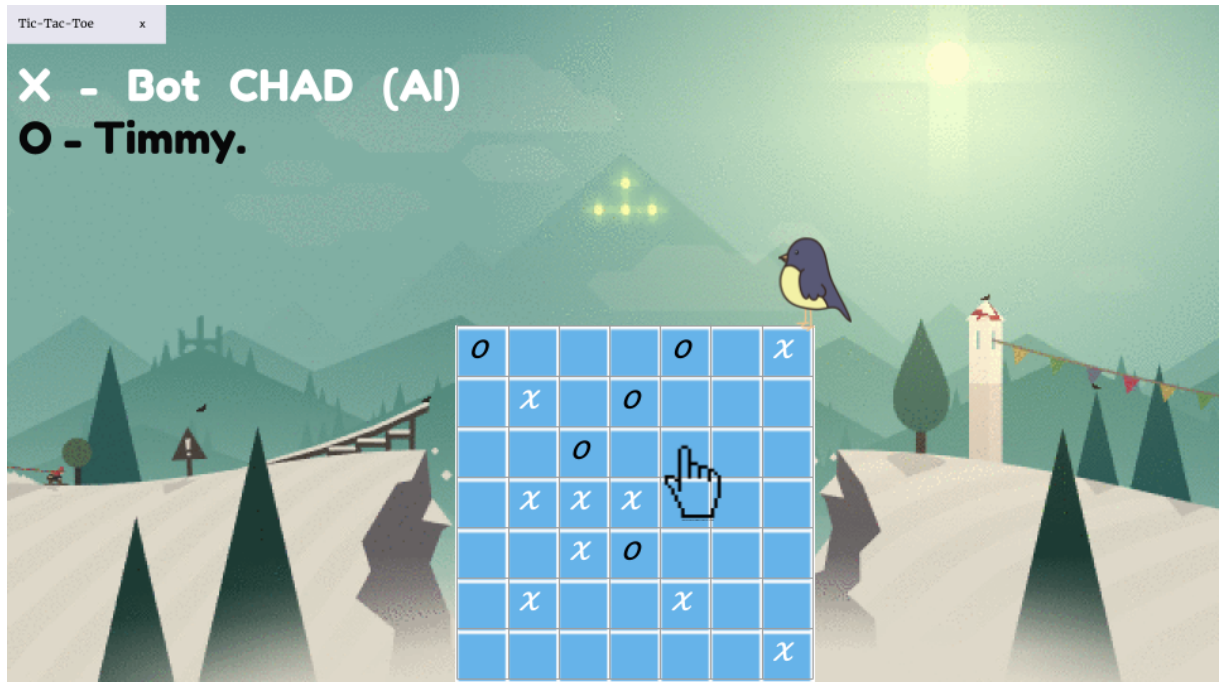 Tic-Tac-Toe x
X - Bot CHAD (AI)
O - Timmy.
O O X
X O
O
X X X
X O
X X
X